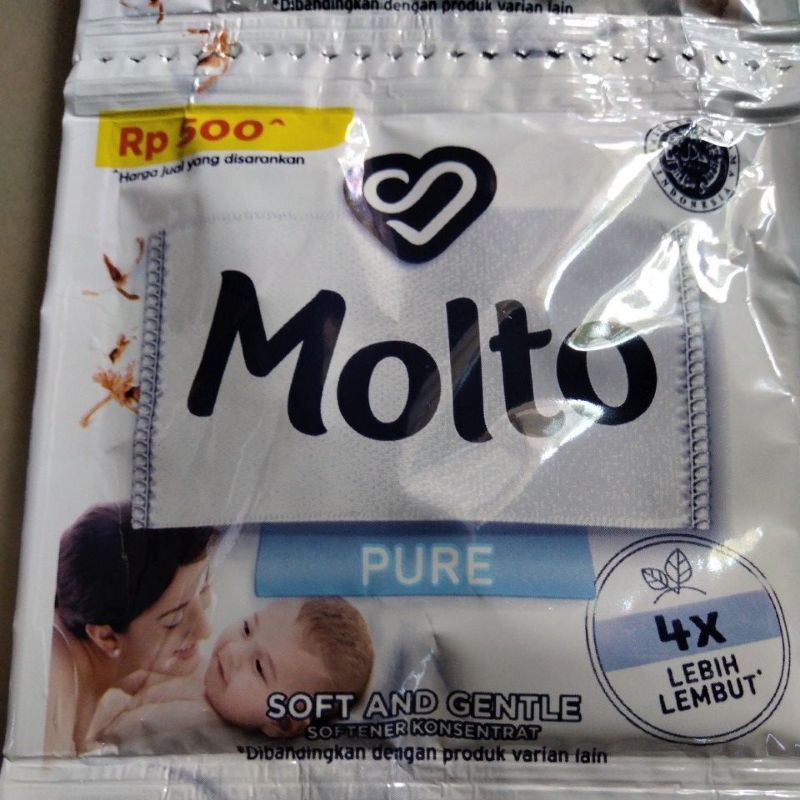 *Dibandingkan dengan produk varian lain
Rp 500^
^Harga jual yang disarankan
INDONESIA
Molto
PURE
4X
LEBIH
LEMBUT*
SOFT AND GENTLE
SOFTENER KONSENTRAT
*Dibandingkan dengan produk varian lain